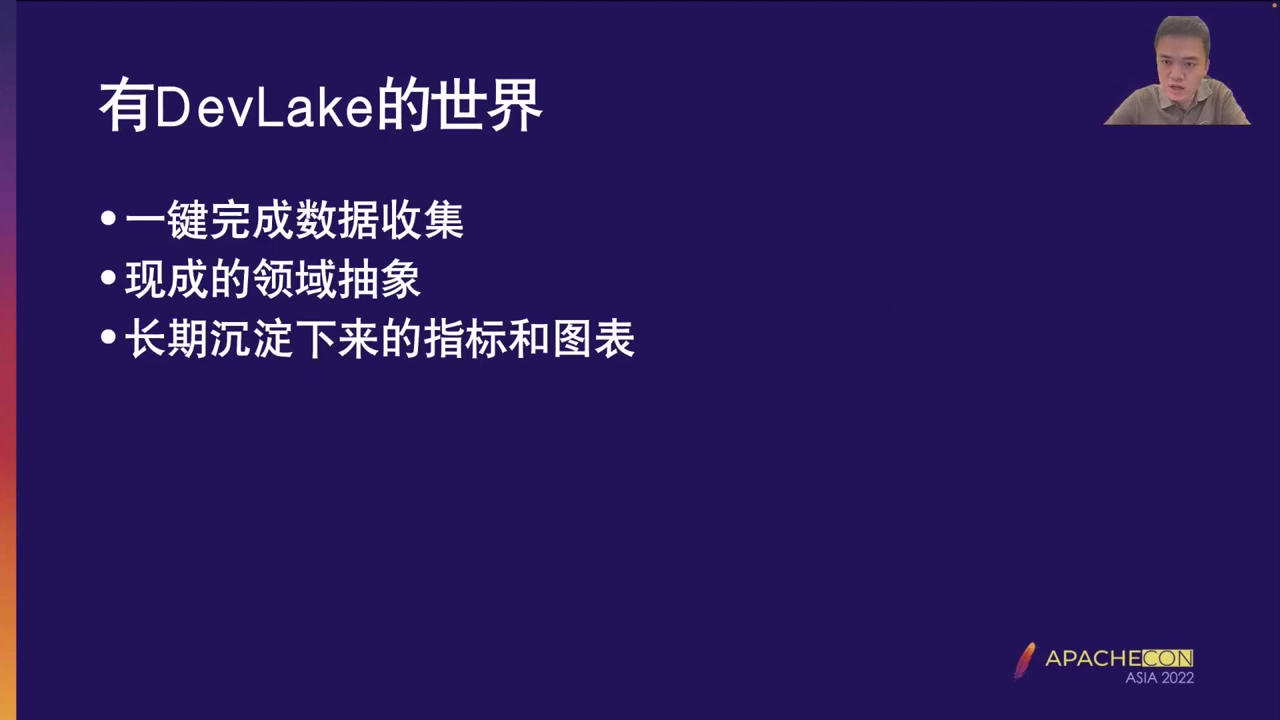 有DevLake的世界
•一键完成数据收集
•现成的领域抽象
•长期沉淀下来的指标和图表
APACHECON
ASIA 2022